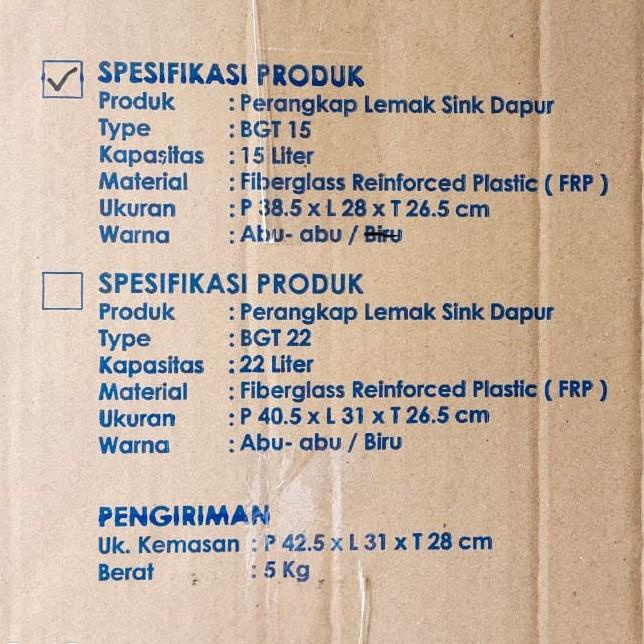 SPESIFIKASI PRODUK
Produk : Perangkap Lemak Sink Dapur
Type : BGT 15
Kapasitas : 15 Liter
Material : Fiberglass Reinforced Plastic ( FRP )
Ukuran : P 38.5 x L 28 x T 26.5 cm
Warna : Abu- abu / Biru
SPESIFIKASI PRODUK
Produk : Perangkap Lemak Sink Dapur
Type : BGT 22
Kapasitas : 22 Liter
Material : Fiberglass Reinforced Plastic ( FRP )
Ukuran : P 40.5 x L 31 x T 26.5 cm
Warna : Abu- abu / Biru
PENGIRIMAN
Uk. Kemasan : P 42.5 x L 31 x T 28 cm
Berat : 5 Kg